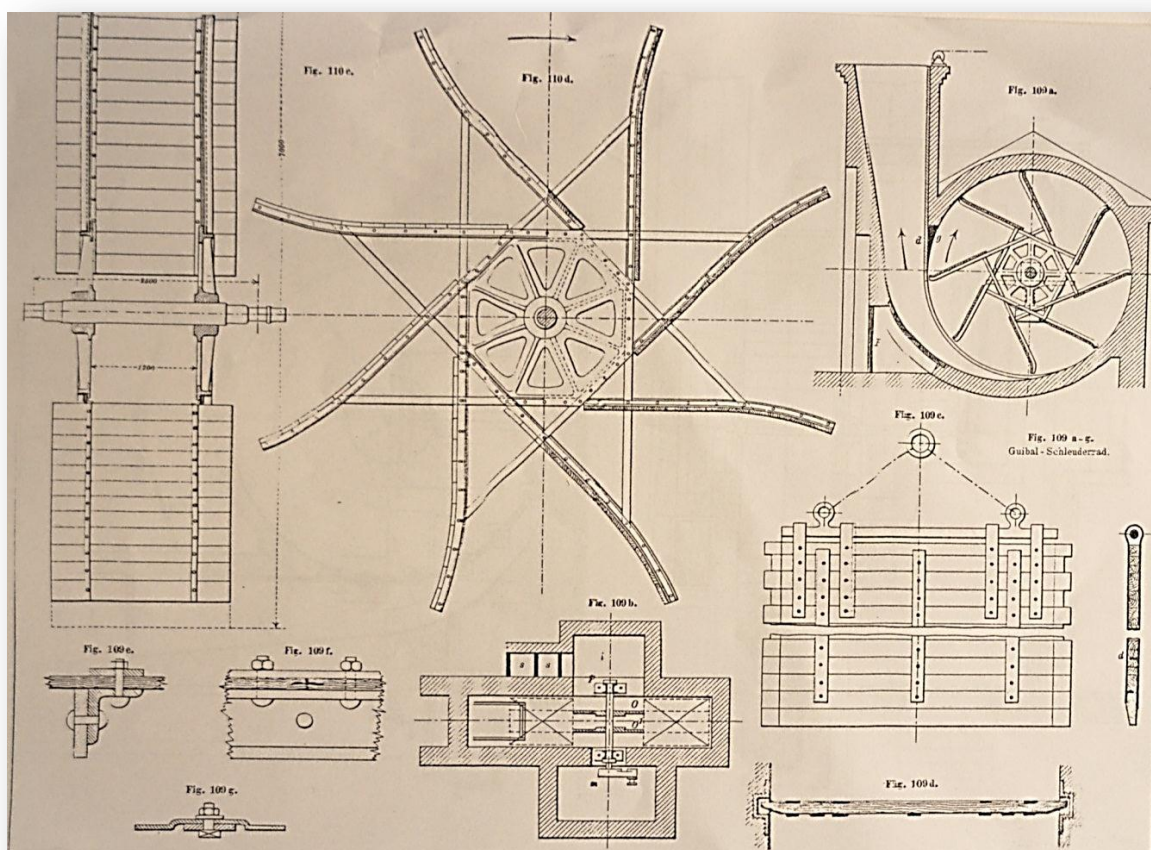 Fig. 110 e.
Fig. 110 d.
Fig. 109 a.
d
g
1200
Fig. 109 c.
Fig. 109 a-g.
Guibal-Schleuderrad.
d
Fig. 109 b.
s
s
i
P
O
O'
m
Fig. 109 e.
Fig. 109 f.
Fig. 109 g.
Fig. 109 d.